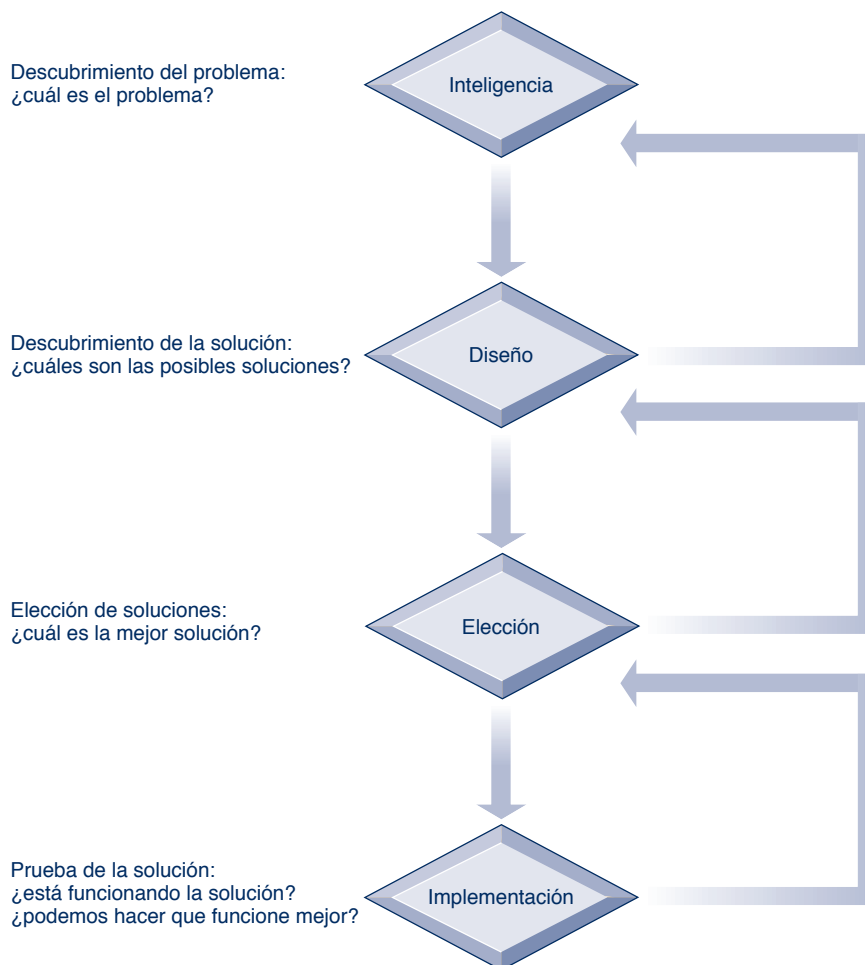 Descubrimiento del problema:
¿cuál es el problema?
Inteligencia
Descubrimiento de la solución:
¿cuáles son las posibles soluciones?
Diseño
Elección de soluciones:
¿cuál es la mejor solución?
Elección
Prueba de la solución:
¿está funcionando la solución?
¿podemos hacer que funcione mejor?
Implementación